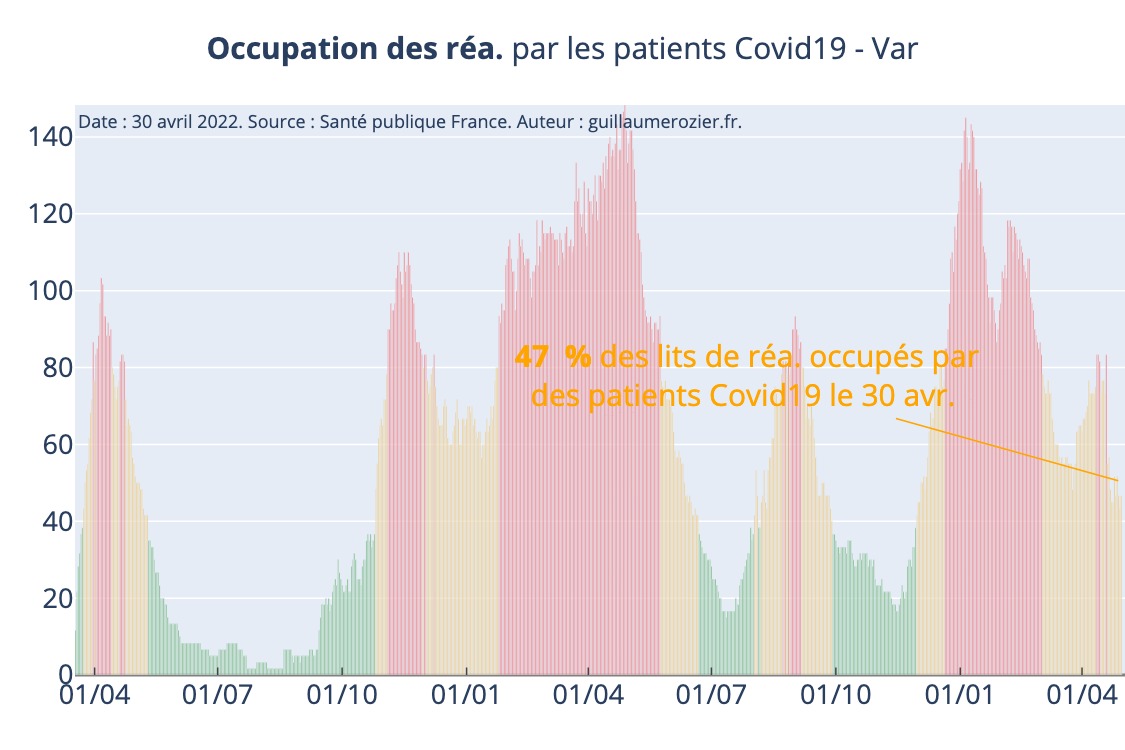 Occupation des réa. par les patients Covid19 - Var
Date : 30 avril 2022. Source : Santé publique France. Auteur : guillaumerozier.fr.
140
120
100
80
60
40
20
0
47 % des lits de réa. occupés par
des patients Covid19 le 30 avr.
01/04 01/07 01/10 01/01 01/04 01/07 01/10 01/01 01/04